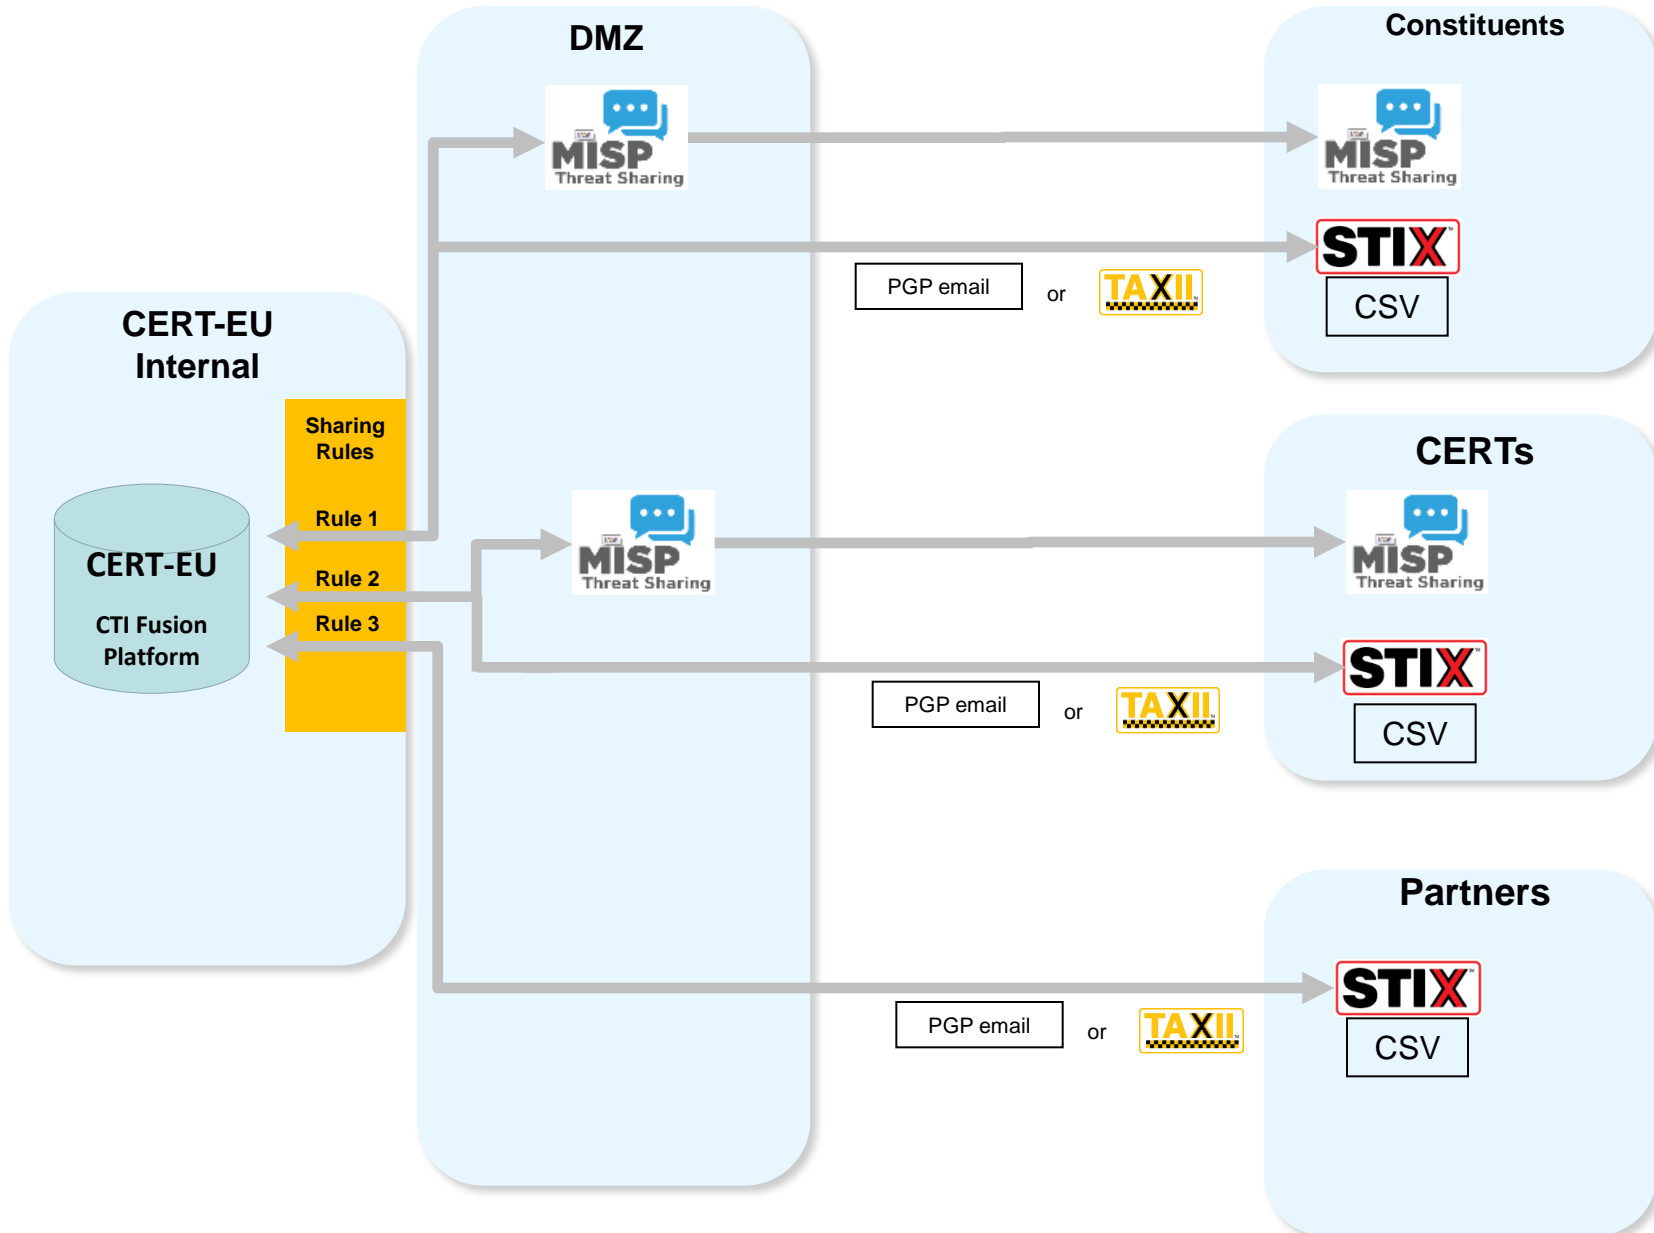 DMZ
MISP
Threat Sharing
MISP
Threat Sharing
Constituents
MISP
Threat Sharing
STIX
CSV
PGP email
or
TAXII
CERT-EU
Internal
Sharing
Rules
Rule 1
Rule 2
Rule 3
CERT-EU
CTI Fusion
Platform
CERTs
MISP
Threat Sharing
STIX
CSV
PGP email
or
TAXII
Partners
STIX
CSV
PGP email
or
TAXII